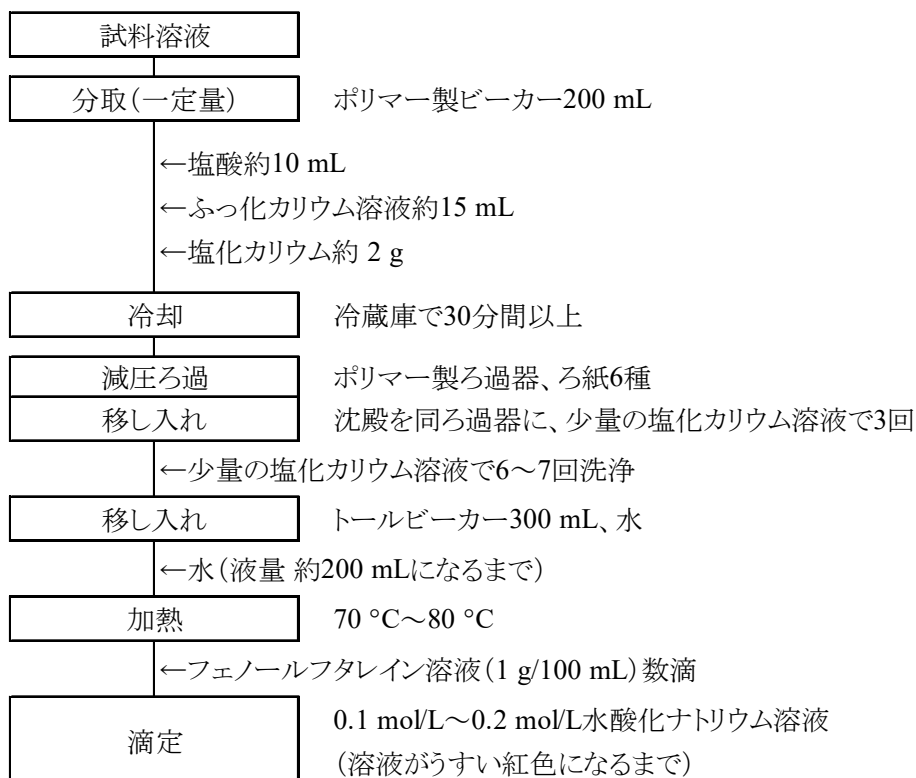 試料溶液
分取（一定量） ポリマー製ビーカー200 mL
←塩酸約10 mL
←ふっ化カリウム溶液約15 mL
←塩化カリウム約 2 g
冷却 冷蔵庫で30分間以上
減圧ろ過 ポリマー製ろ過器、ろ紙6種
移し入れ 沈殿を同ろ過器に、少量の塩化カリウム溶液で3回
←少量の塩化カリウム溶液で6～7回洗浄
移し入れ トールビーカー300 mL、水
←水（液量 約200 mLになるまで）
加熱 70 °C～80 °C
←フェノールフタレイン溶液（1 g/100 mL）数滴
滴定 0.1 mol/L～0.2 mol/L水酸化ナトリウム溶液
（溶液がうすい紅色になるまで）